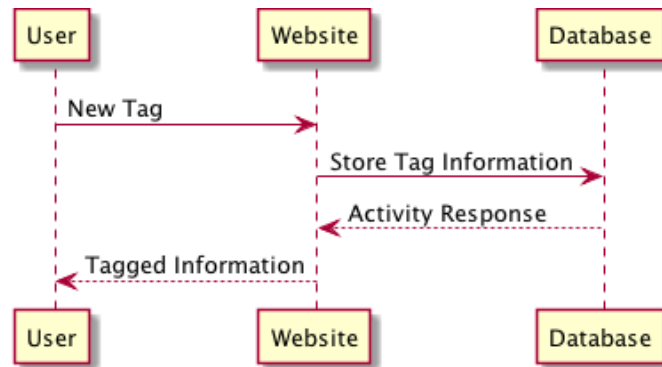 User Website Database
New Tag
Store Tag Information
Activity Response
Tagged Information
User Website Database